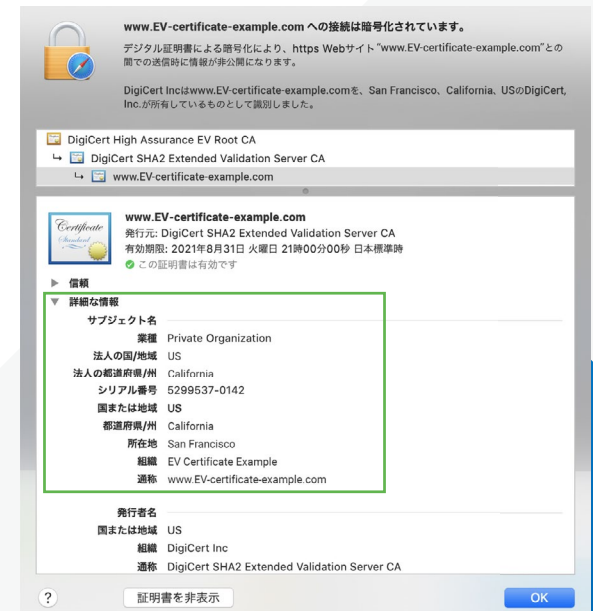 www.EV-certificate-example.com への接続は暗号化されています。
デジタル証明書による暗号化により、https Webサイト "www.EV-certificate-example.com"との
間での送信時に情報が非公開になります。
DigiCert Incはwww.EV-certificate-example.comを、San Francisco、California、USのDigiCert,
Inc.が所有しているものとして識別しました。
DigiCert High Assurance EV Root CA
↳ DigiCert SHA2 Extended Validation Server CA
↳ www.EV-certificate-example.com
Certificate
Standard
www.EV-certificate-example.com
発行元: DigiCert SHA2 Extended Validation Server CA
有効期限: 2021年8月31日 火曜日 21時00分00秒 日本標準時
この証明書は有効です
信頼
詳細な情報
サブジェクト名
業種 Private Organization
法人の国/地域 US
法人の都道府県/州 California
シリアル番号 5299537-0142
国または地域 US
都道府県/州 California
所在地 San Francisco
組織 EV Certificate Example
通称 www.EV-certificate-example.com
発行者名
国または地域 US
組織 DigiCert Inc
通称 DigiCert SHA2 Extended Validation Server CA
? 証明書を非表示 OK